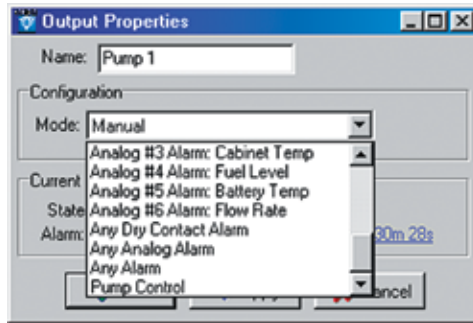 Output Properties
Name: Pump 1
Configuration
Mode: Manual
Analog #3 Alarm: Cabinet Temp
Analog #4 Alarm: Fuel Level
Current Analog #5 Alarm: Battery Temp
State Analog #6 Alarm: Flow Rate
Any Dry Contact Alarm
Alarm: Any Analog Alarm 30m 28s
Any Alarm
Pump Control ancel